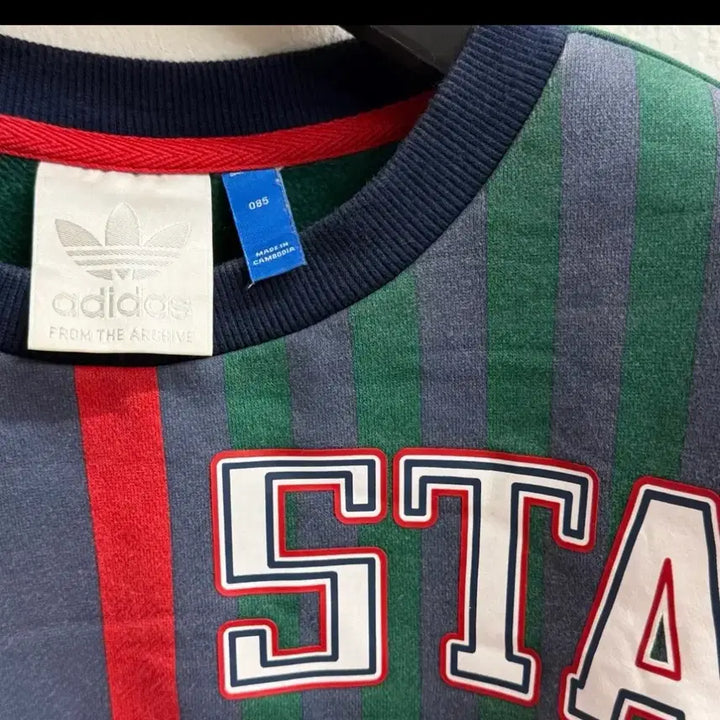 adidas
FROM THE ARCHIVE
085
MADE IN
CAMBODIA
STA